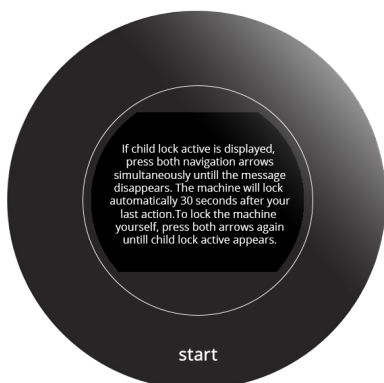 If child lock active is displayed,
press both navigation arrows
simultaneously untill the message
disappears. The machine will lock
automatically 30 seconds after your
last action.To lock the machine
yourself, press both arrows again
untill child lock active appears.
start